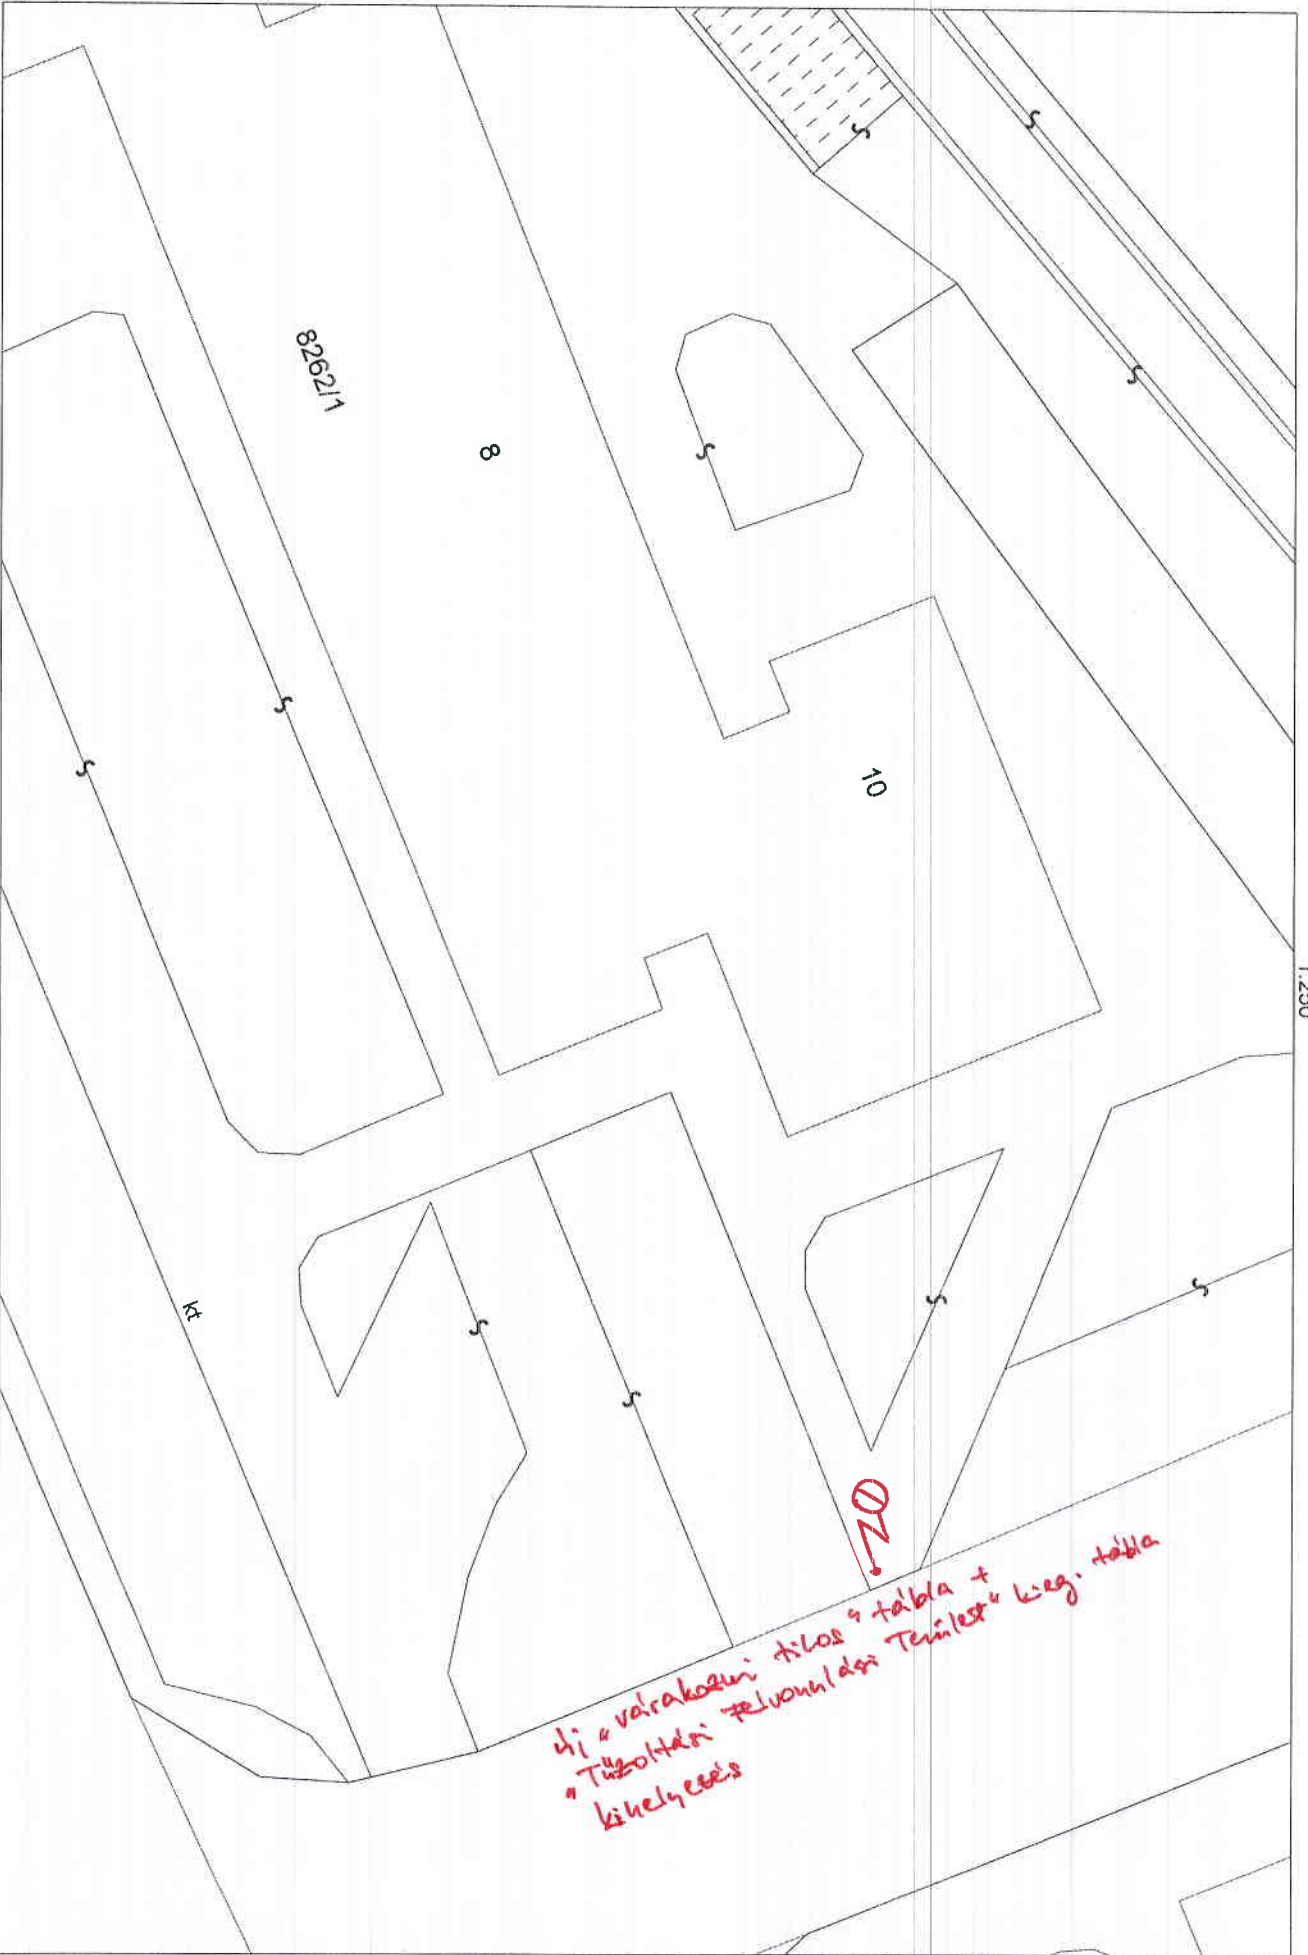 8262/1
8
10
kt
új "várakozni tilos" tábla +
"Tűzoltási Felvonulási Terület" kieg. tábla
kihelyezés